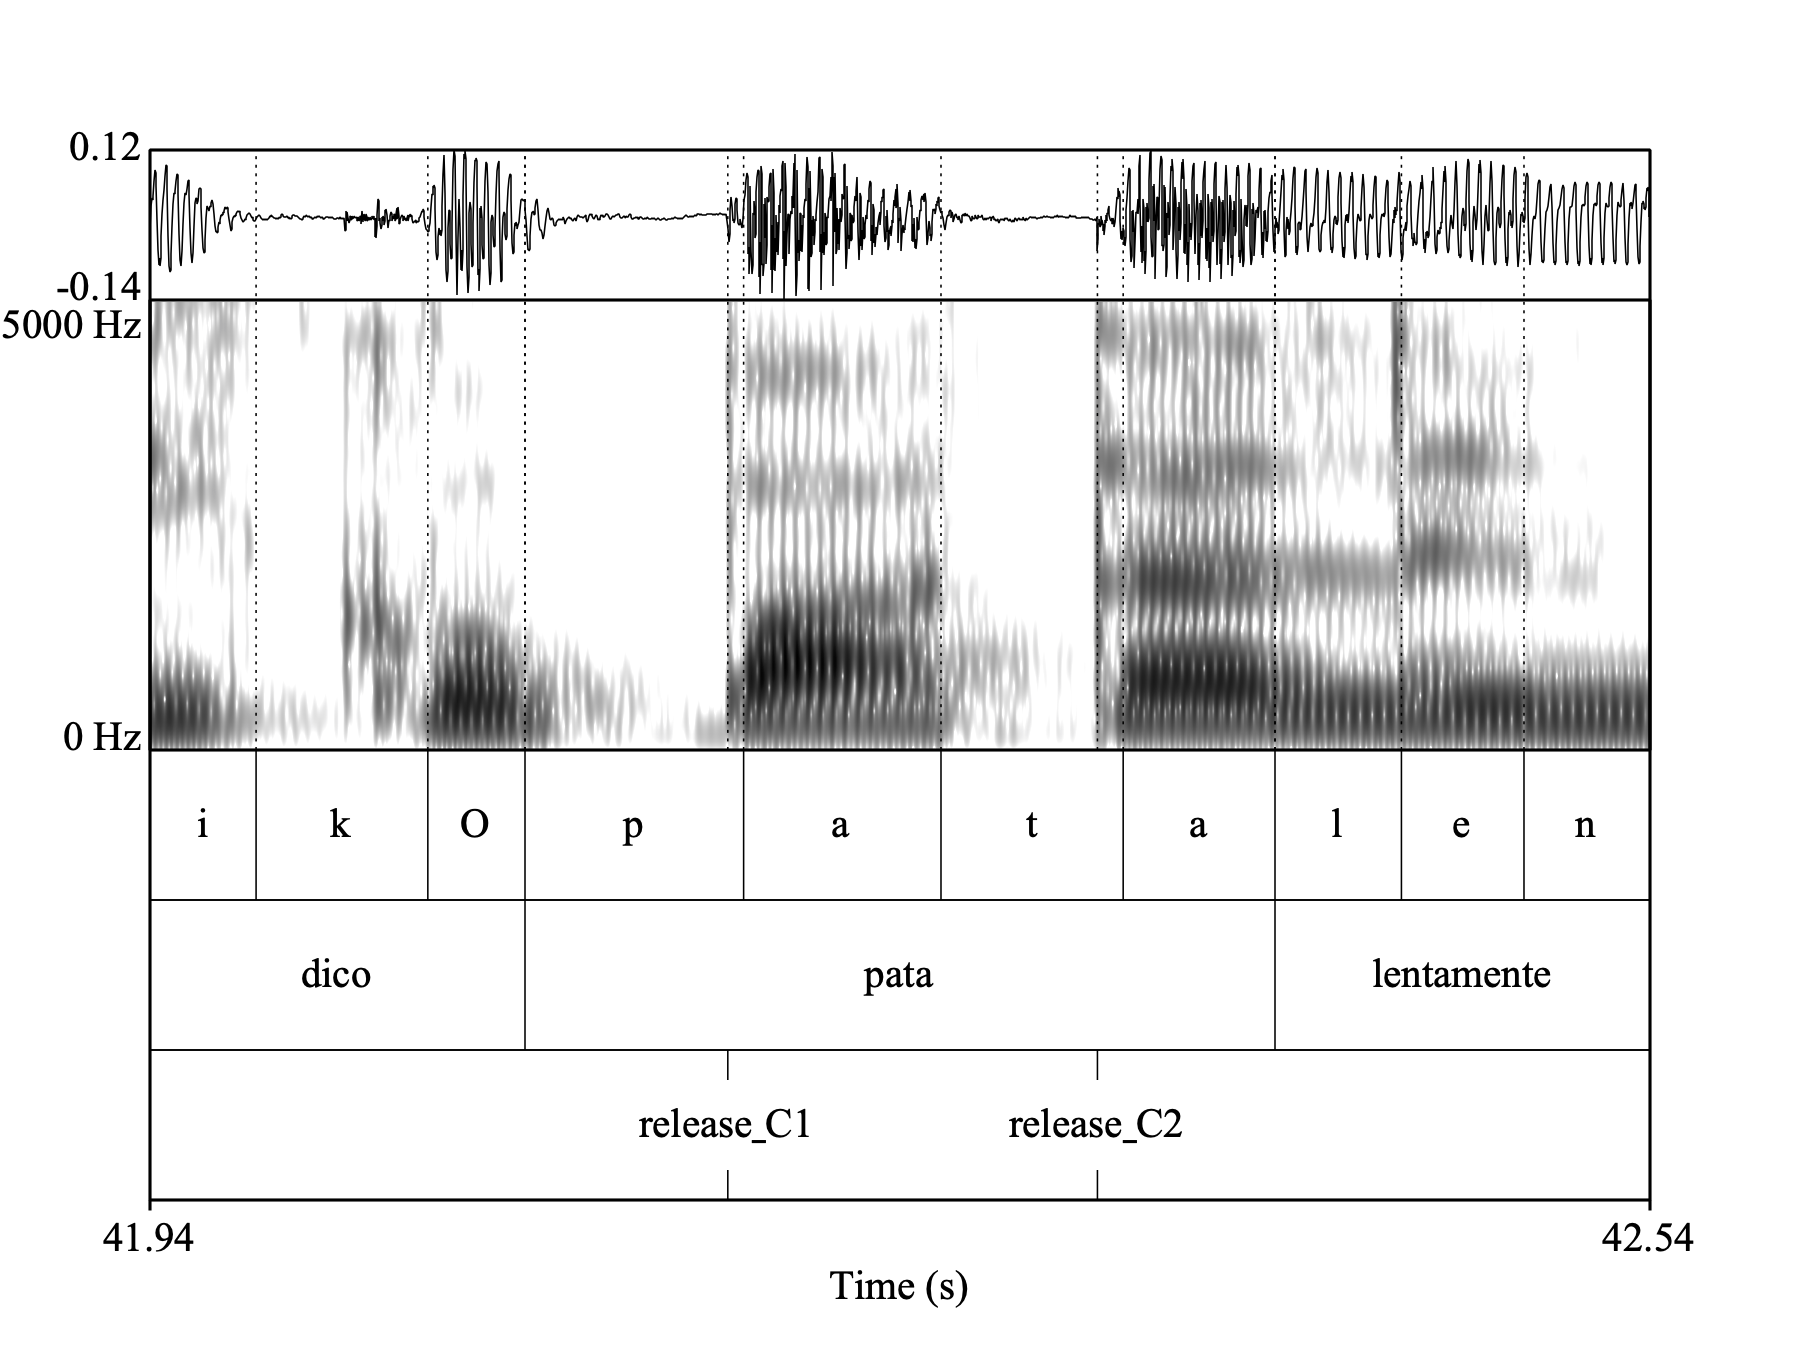 0.12
-0.14
5000 Hz
0 Hz
i k O p a t a l e n
dico pata lentamente
release_C1 release_C2
41.94 42.54
Time (s)